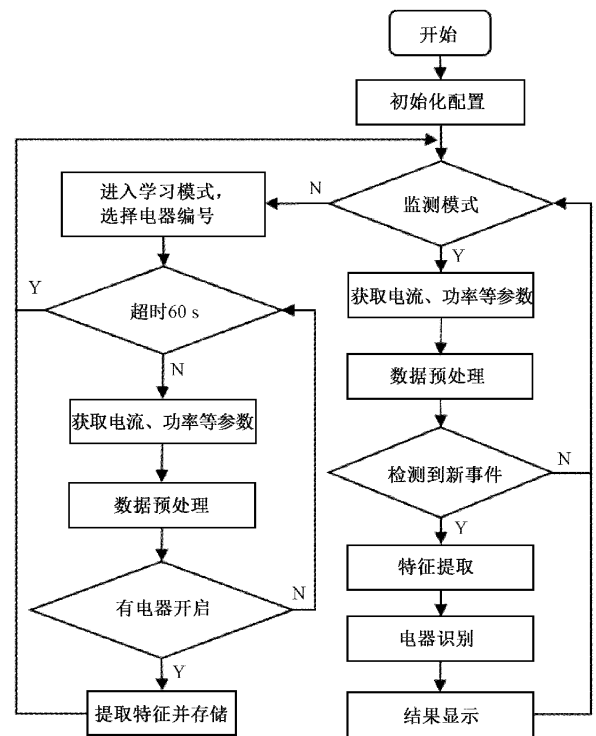 开始
初始化配置
监测模式
N
Y
进入学习模式，
选择电器编号
超时60 s
Y
N
获取电流、功率等参数
数据预处理
有电器开启
N
Y
提取特征并存储
获取电流、功率等参数
数据预处理
检测到新事件
N
Y
特征提取
电器识别
结果显示